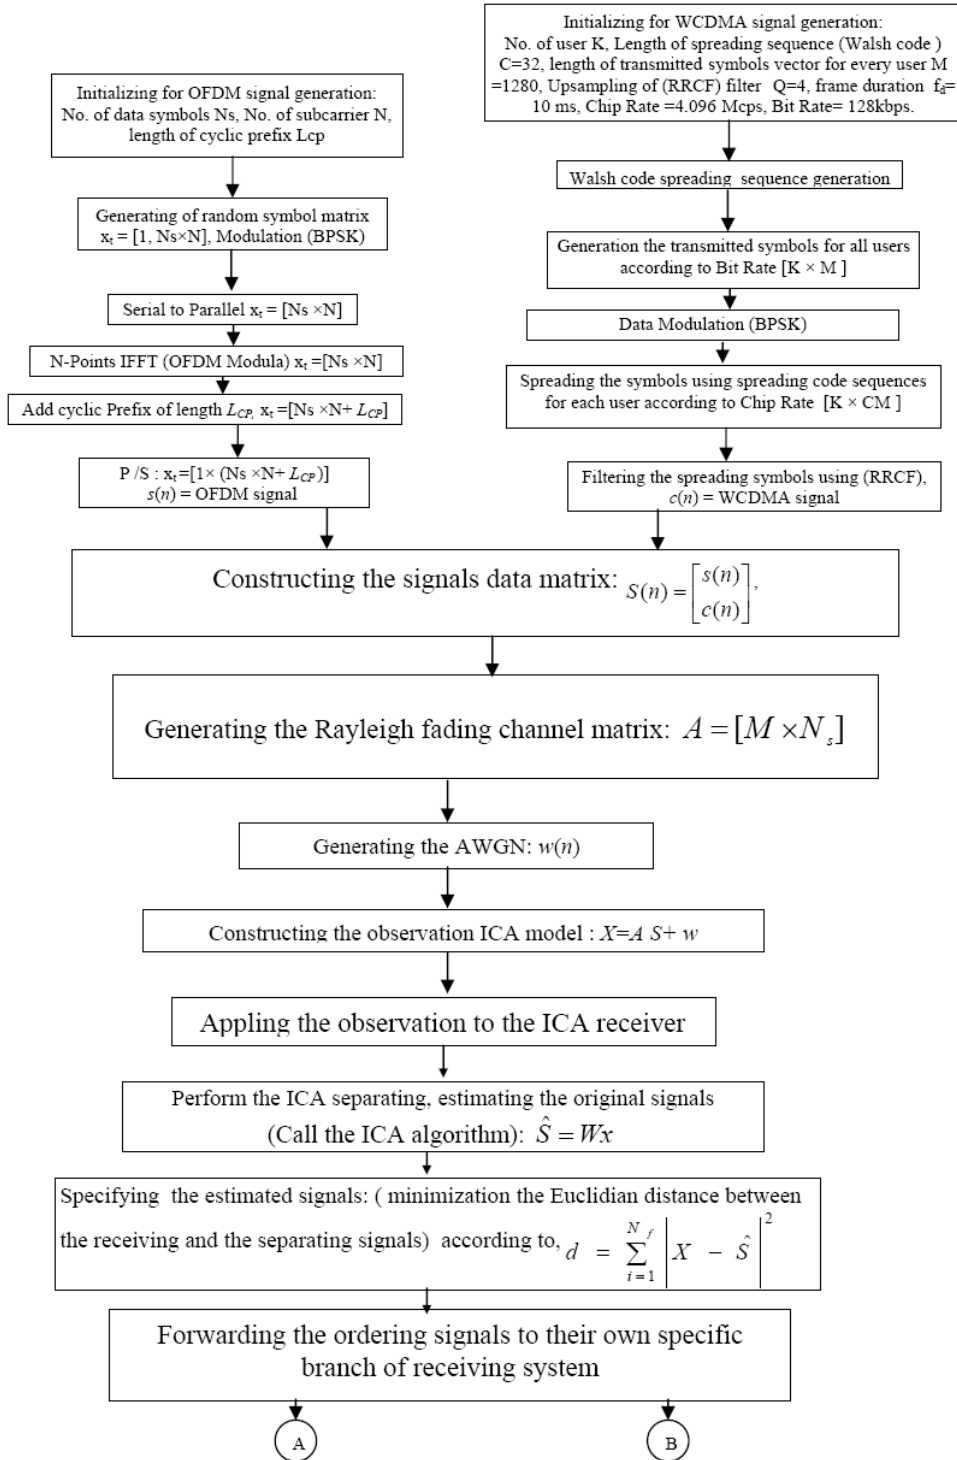 Initializing for OFDM signal generation:
No. of data symbols Ns, No. of subcarrier N,
length of cyclic prefix Lcp
Generating of random symbol matrix
xₜ = [1, Ns×N], Modulation (BPSK)
Serial to Parallel xₜ = [Ns ×N]
N-Points IFFT (OFDM Modula) xₜ =[Ns ×N]
Add cyclic Prefix of length L_CP, xₜ =[Ns ×N+ L_CP]
P /S : xₜ=[1× (Ns ×N+ L_CP)]
s(n) = OFDM signal
Initializing for WCDMA signal generation:
No. of user K, Length of spreading sequence (Walsh code )
C=32, length of transmitted symbols vector for every user M
=1280, Upsampling of (RRCF) filter Q=4, frame duration f_d=
10 ms, Chip Rate =4.096 Mcps, Bit Rate= 128kbps.
Walsh code spreading sequence generation
Generation the transmitted symbols for all users
according to Bit Rate [K × M ]
Data Modulation (BPSK)
Spreading the symbols using spreading code sequences
for each user according to Chip Rate [K × CM ]
Filtering the spreading symbols using (RRCF),
c(n) = WCDMA signal
Constructing the signals data matrix: S(n) = [s(n) c(n)],
Generating the Rayleigh fading channel matrix: A = [M × N_s]
Generating the AWGN: w(n)
Constructing the observation ICA model : X=A S+ w
Appling the observation to the ICA receiver
Perform the ICA separating, estimating the original signals
(Call the ICA algorithm): Ŝ = Wx
Specifying the estimated signals: ( minimization the Euclidian distance between
the receiving and the separating signals) according to, d = ∑_{i=1}^{N_f} |X − Ŝ|²
Forwarding the ordering signals to their own specific
branch of receiving system
A
B